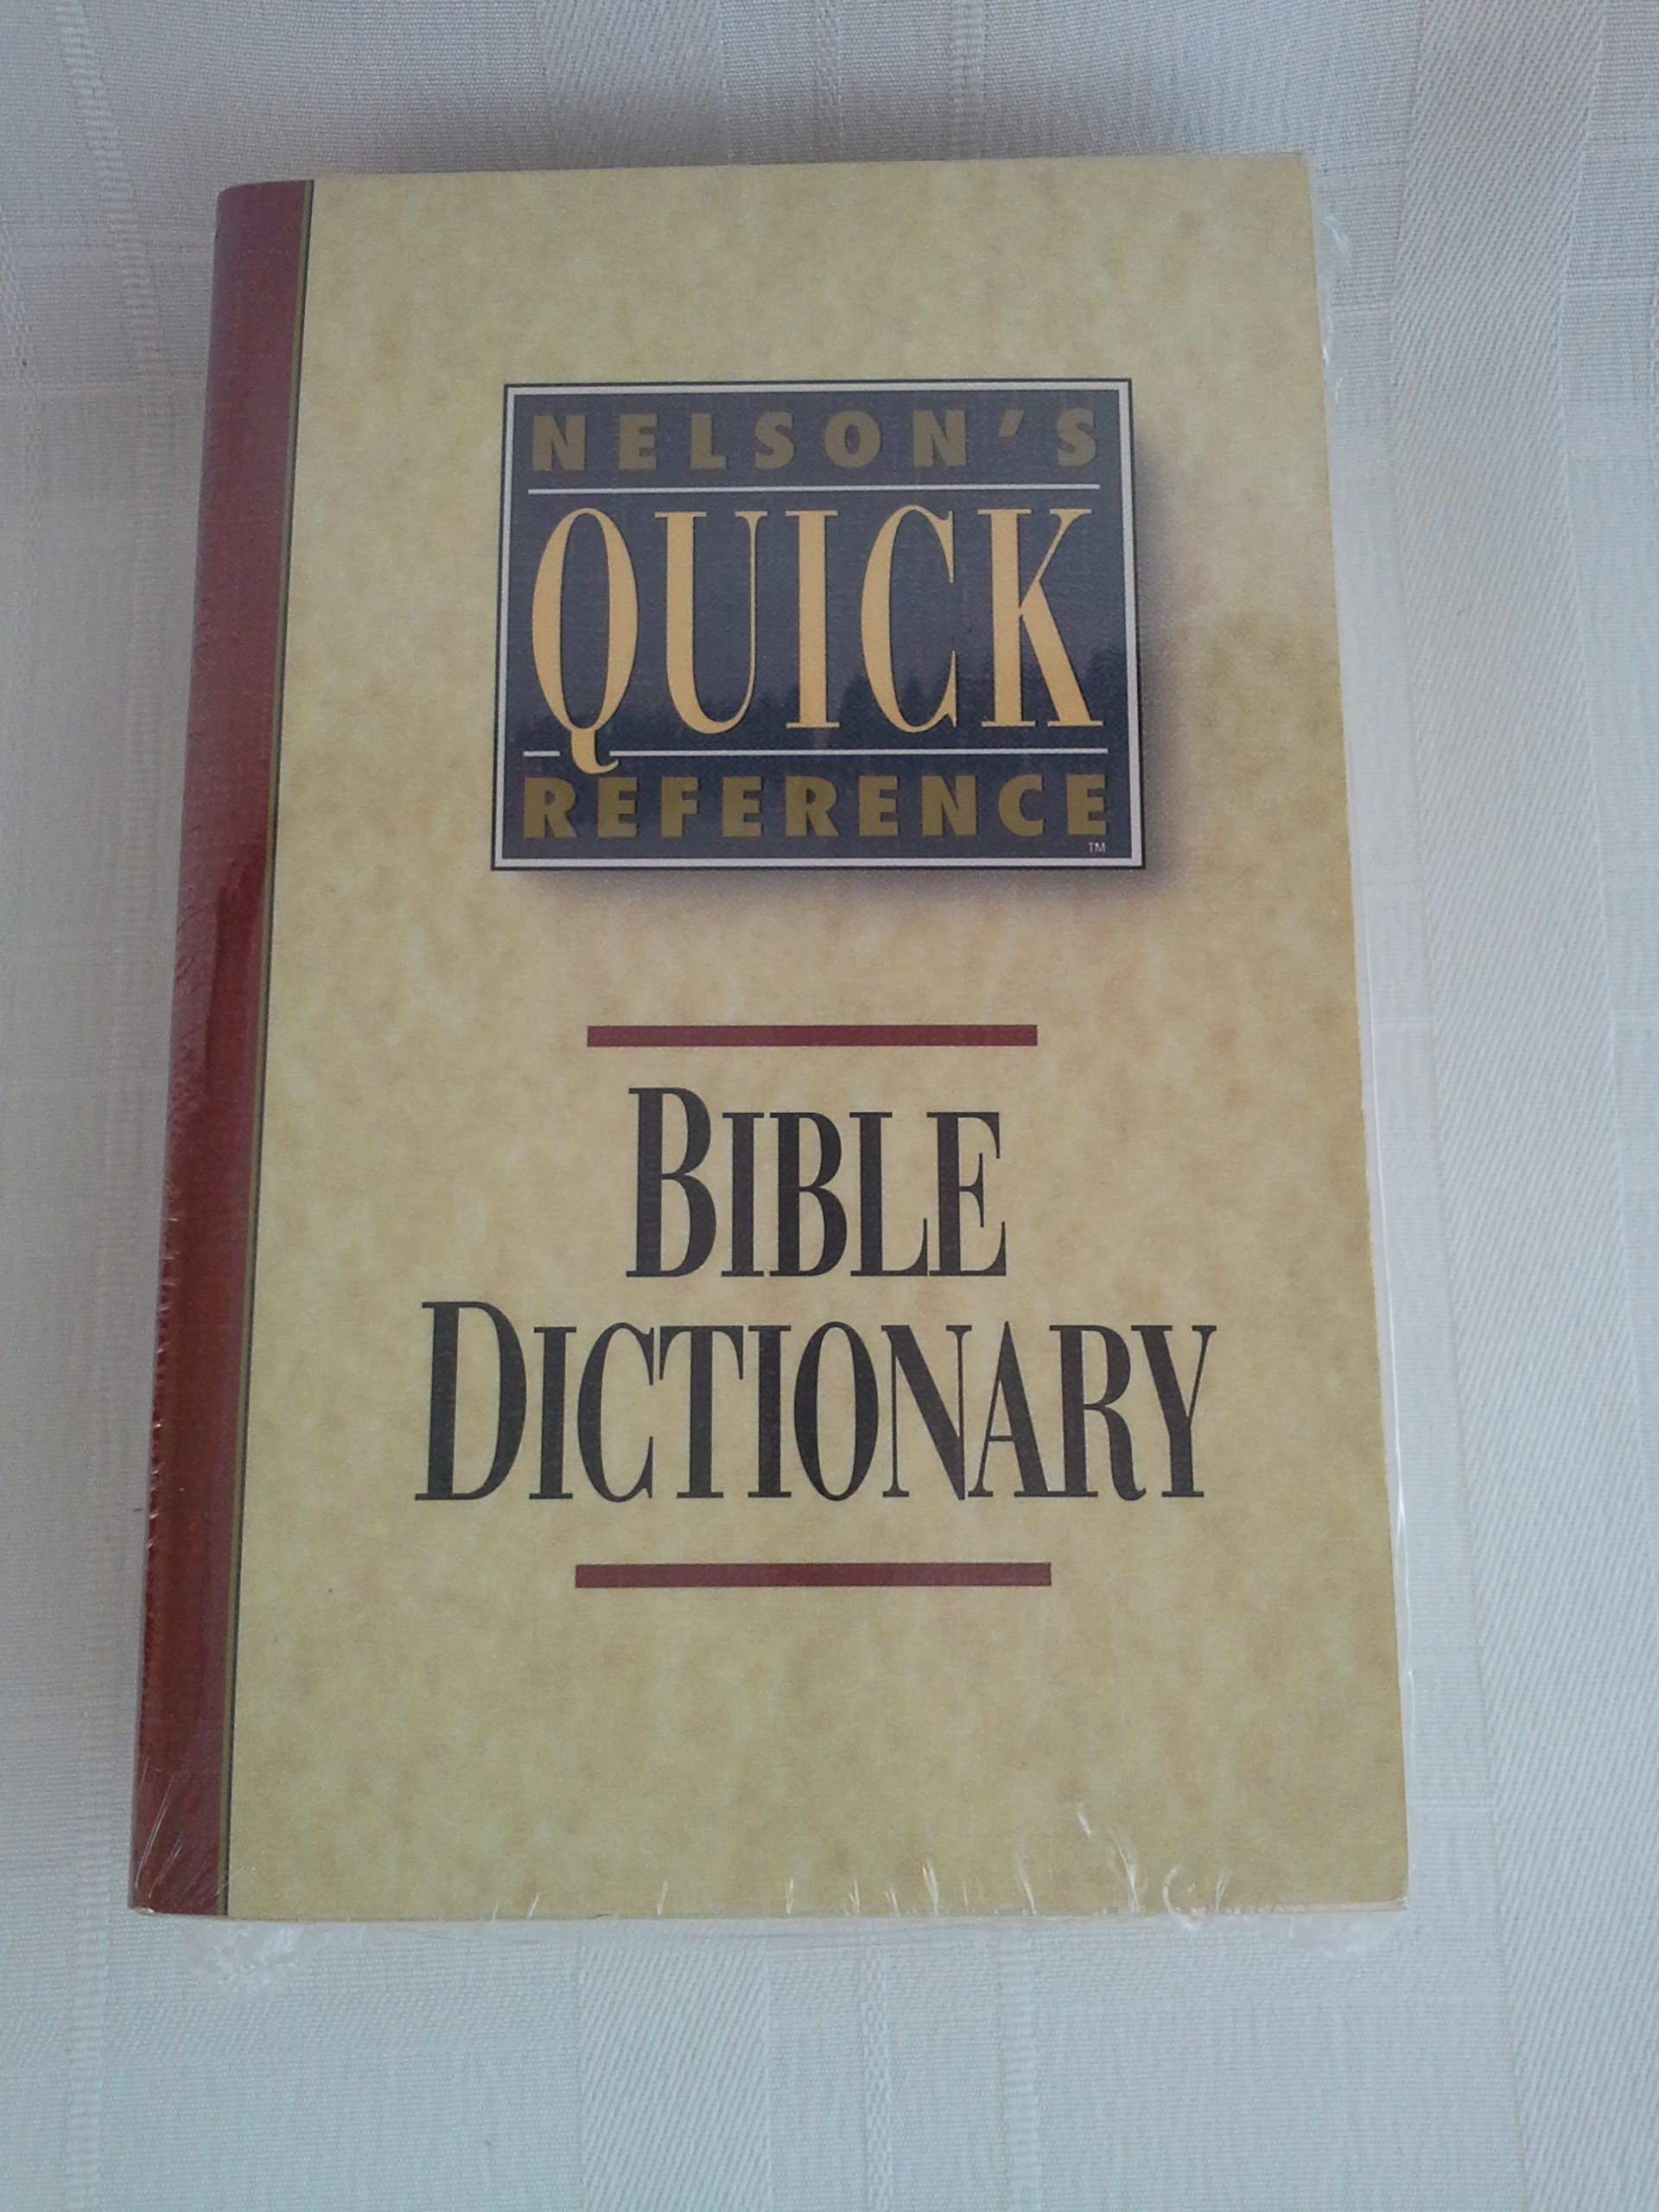 NELSON'S
QUICK
REFERENCE
TM
BIBLE
DICTIONARY